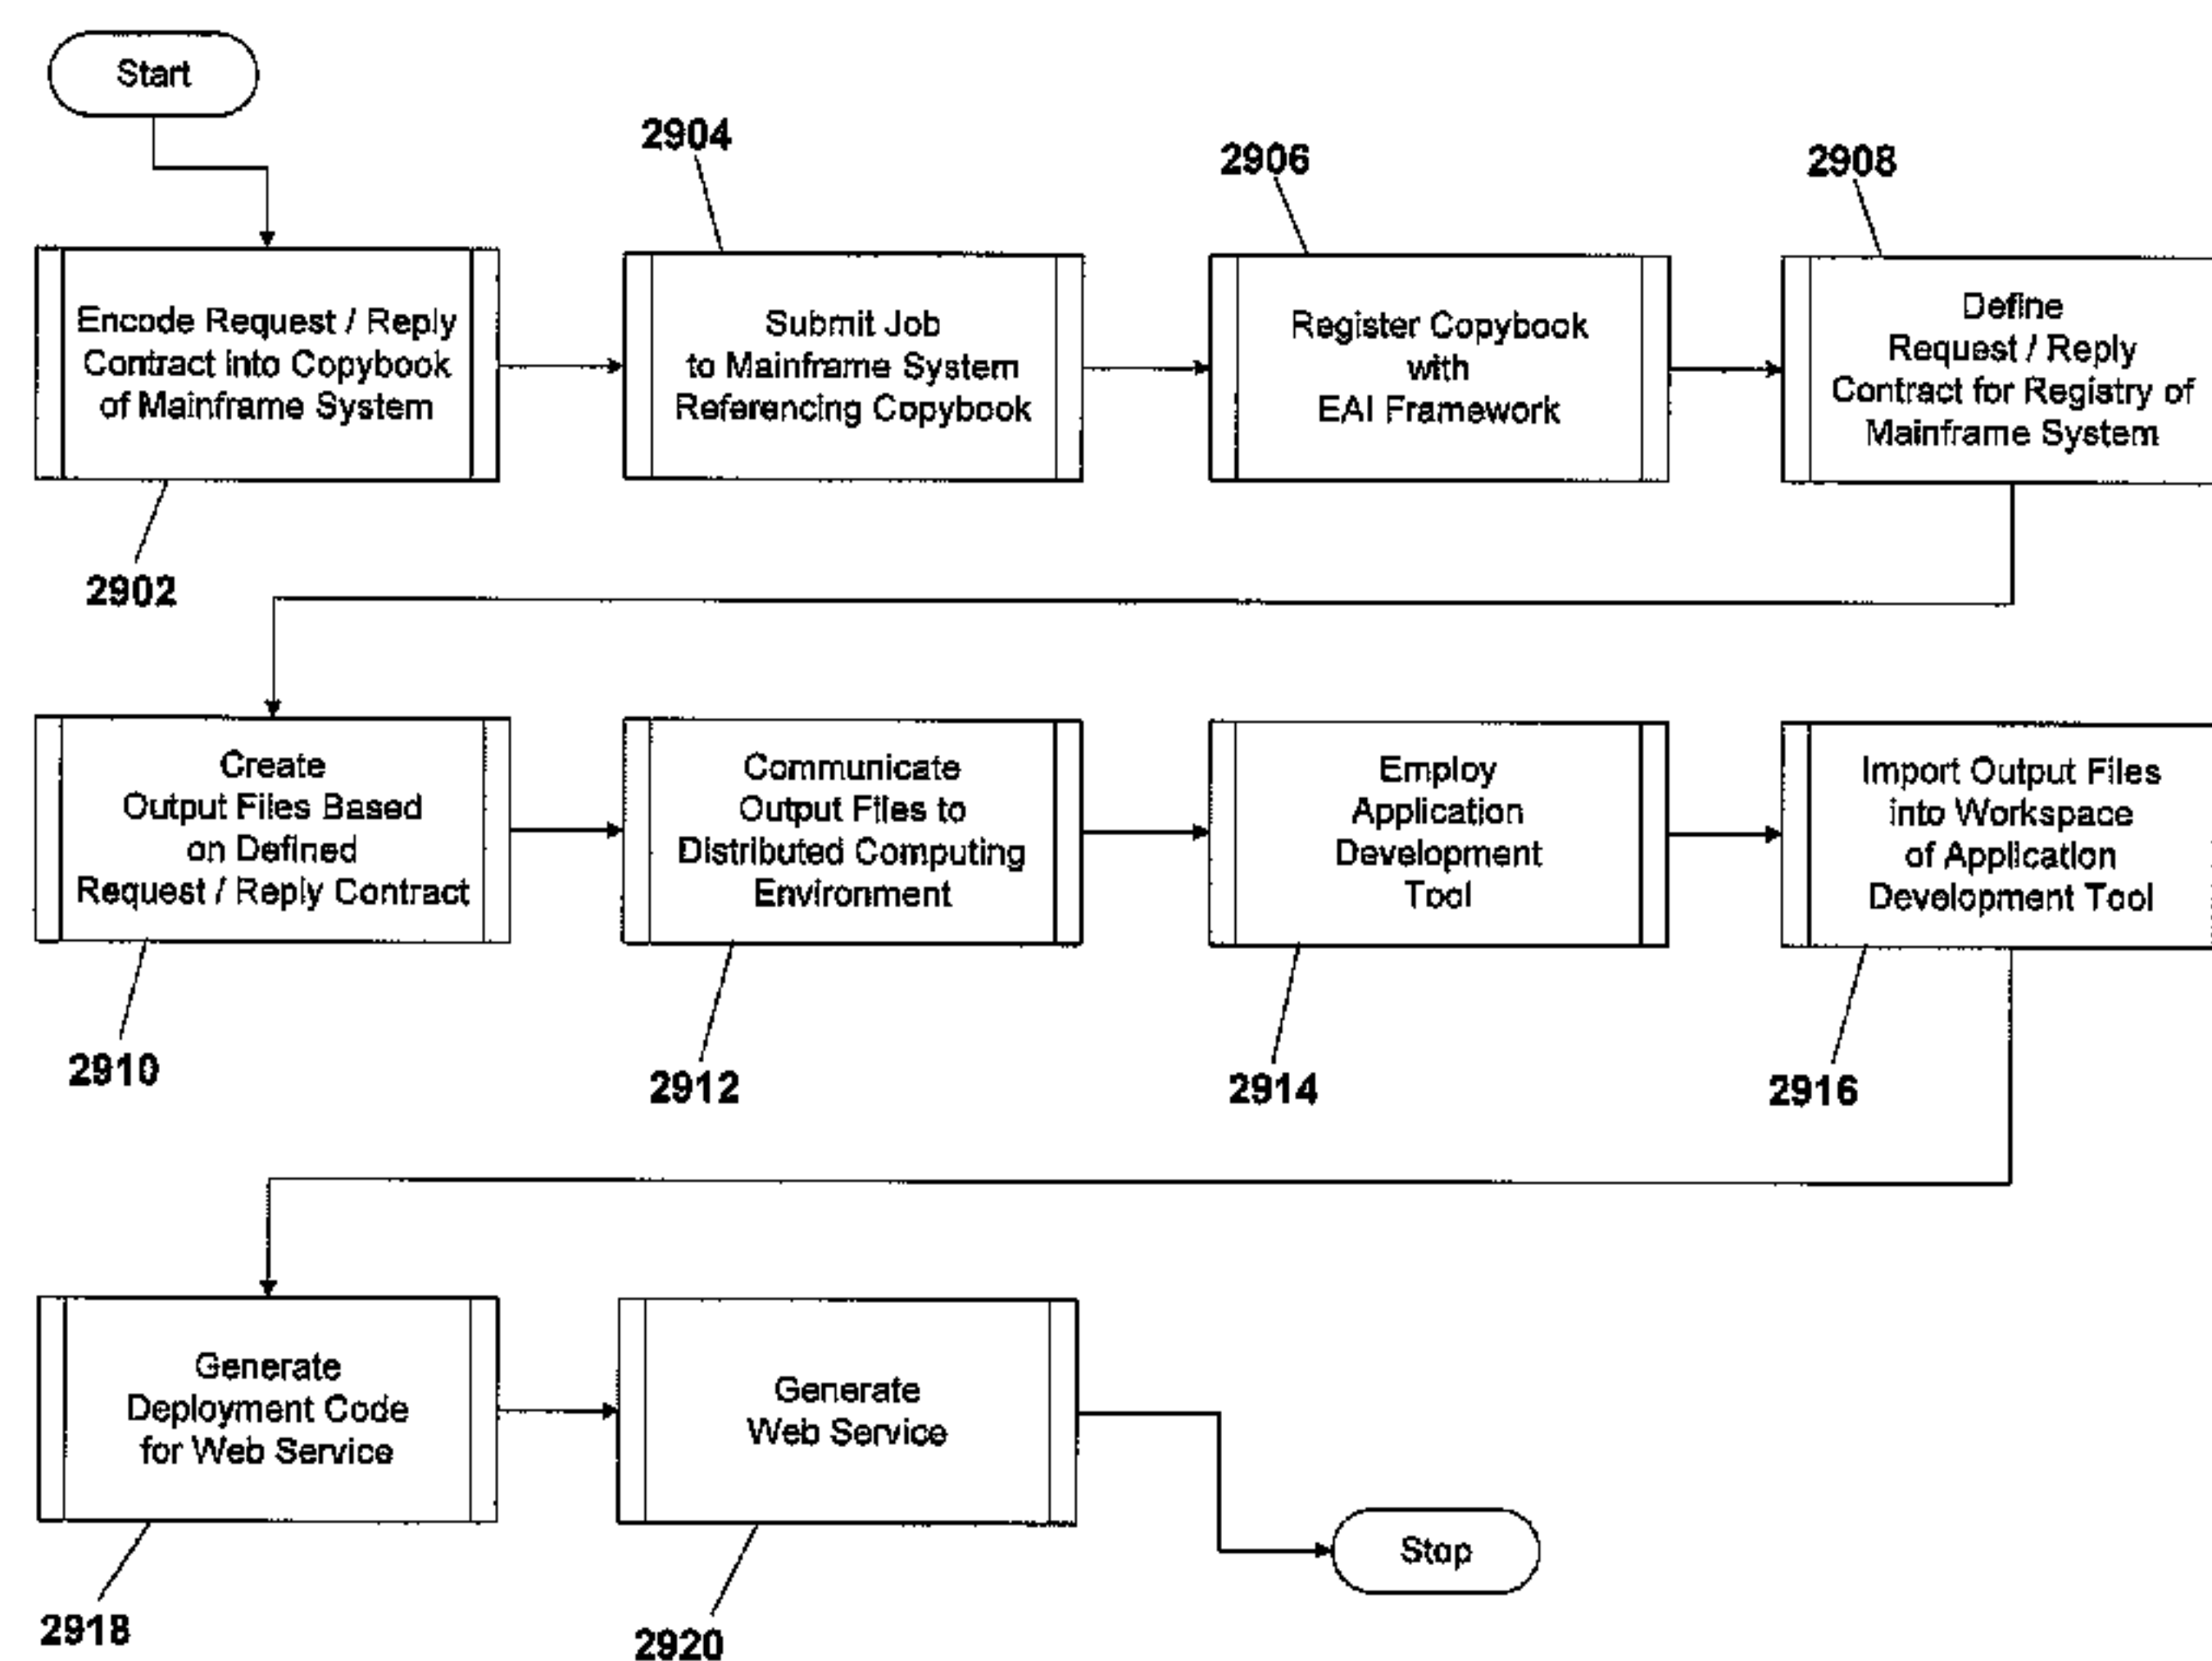 Start
2904
2906
2908
Encode Request / Reply
Contract into Copybook
of Mainframe System
Submit Job
to Mainframe System
Referencing Copybook
Register Copybook
with
EAI Framework
Define
Request / Reply
Contract for Registry of
Mainframe System
2902
Create
Output Files Based
on Defined
Request / Reply Contract
Communicate
Output Files to
Distributed Computing
Environment
Employ
Application
Development
Tool
Import Output Files
into Workspace
of Application
Development Tool
2910
2912
2914
2916
Generate
Deployment Code
for Web Service
Generate
Web Service
Stop
2918
2920